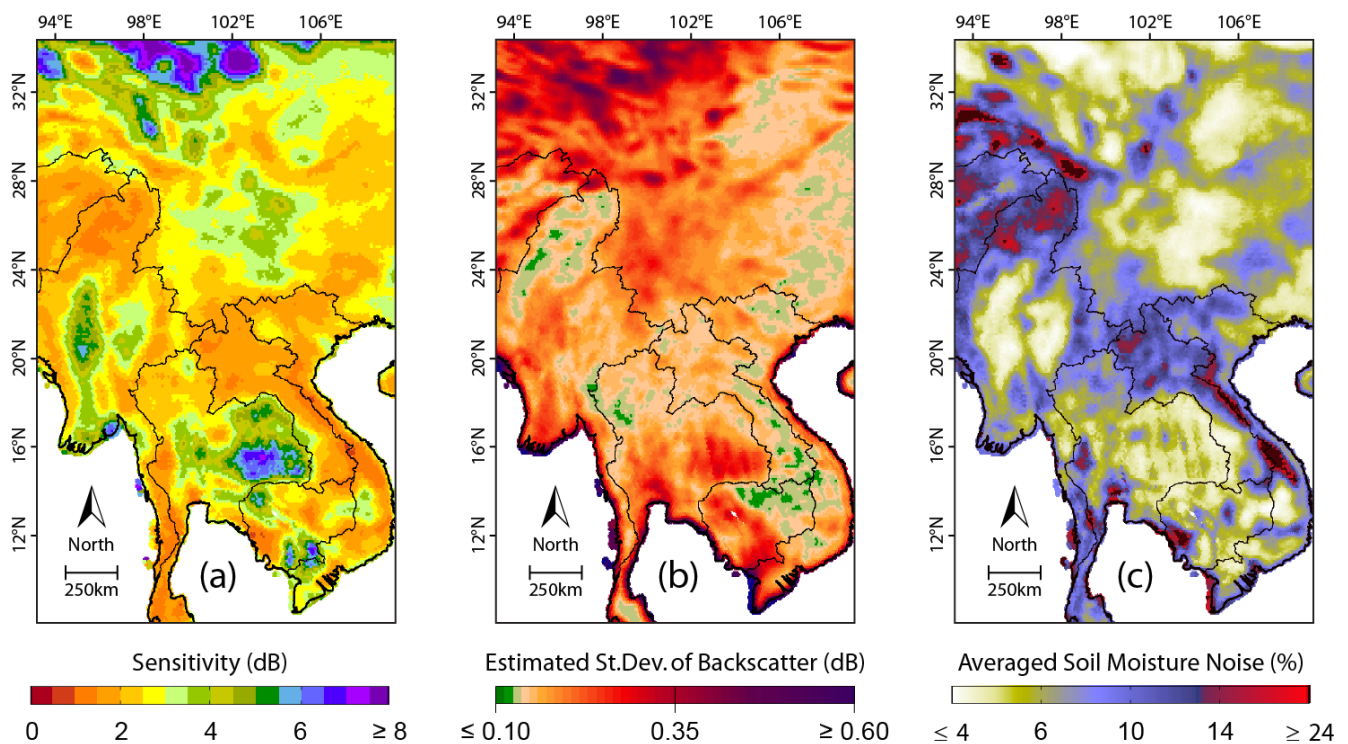 94°E 98°E 102°E 106°E 94°E 98°E 102°E 106°E 94°E 98°E 102°E 106°E
32°N 32°N 32°N
28°N 28°N 28°N
24°N 24°N 24°N
20°N 20°N 20°N
16°N 16°N 16°N
12°N 12°N 12°N
North North North
250km (a) 250km (b) 250km (c)
Sensitivity (dB) Estimated St.Dev. of Backscatter (dB) Averaged Soil Moisture Noise (%)
0 2 4 6 ≥ 8 ≤ 0.10 0.35 ≥ 0.60 ≤ 4 6 10 14 ≥ 24